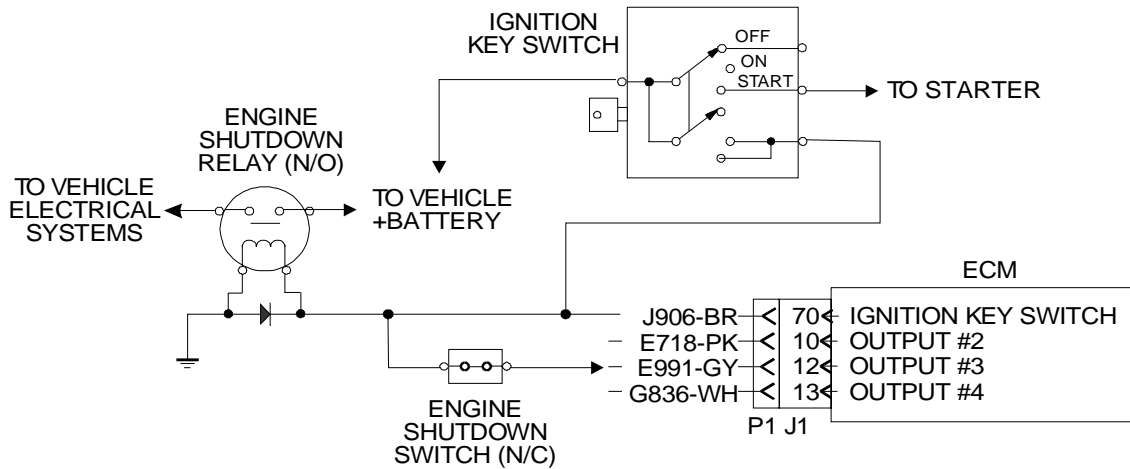 IGNITION
KEY SWITCH
OFF
ON
START
TO STARTER
ENGINE
SHUTDOWN
RELAY (N/O)
TO VEHICLE
ELECTRICAL
SYSTEMS
TO VEHICLE
+BATTERY
ECM
J906-BR 70 IGNITION KEY SWITCH
E718-PK 10 OUTPUT #2
E991-GY 12 OUTPUT #3
G836-WH 13 OUTPUT #4
P1 J1
ENGINE
SHUTDOWN
SWITCH (N/C)